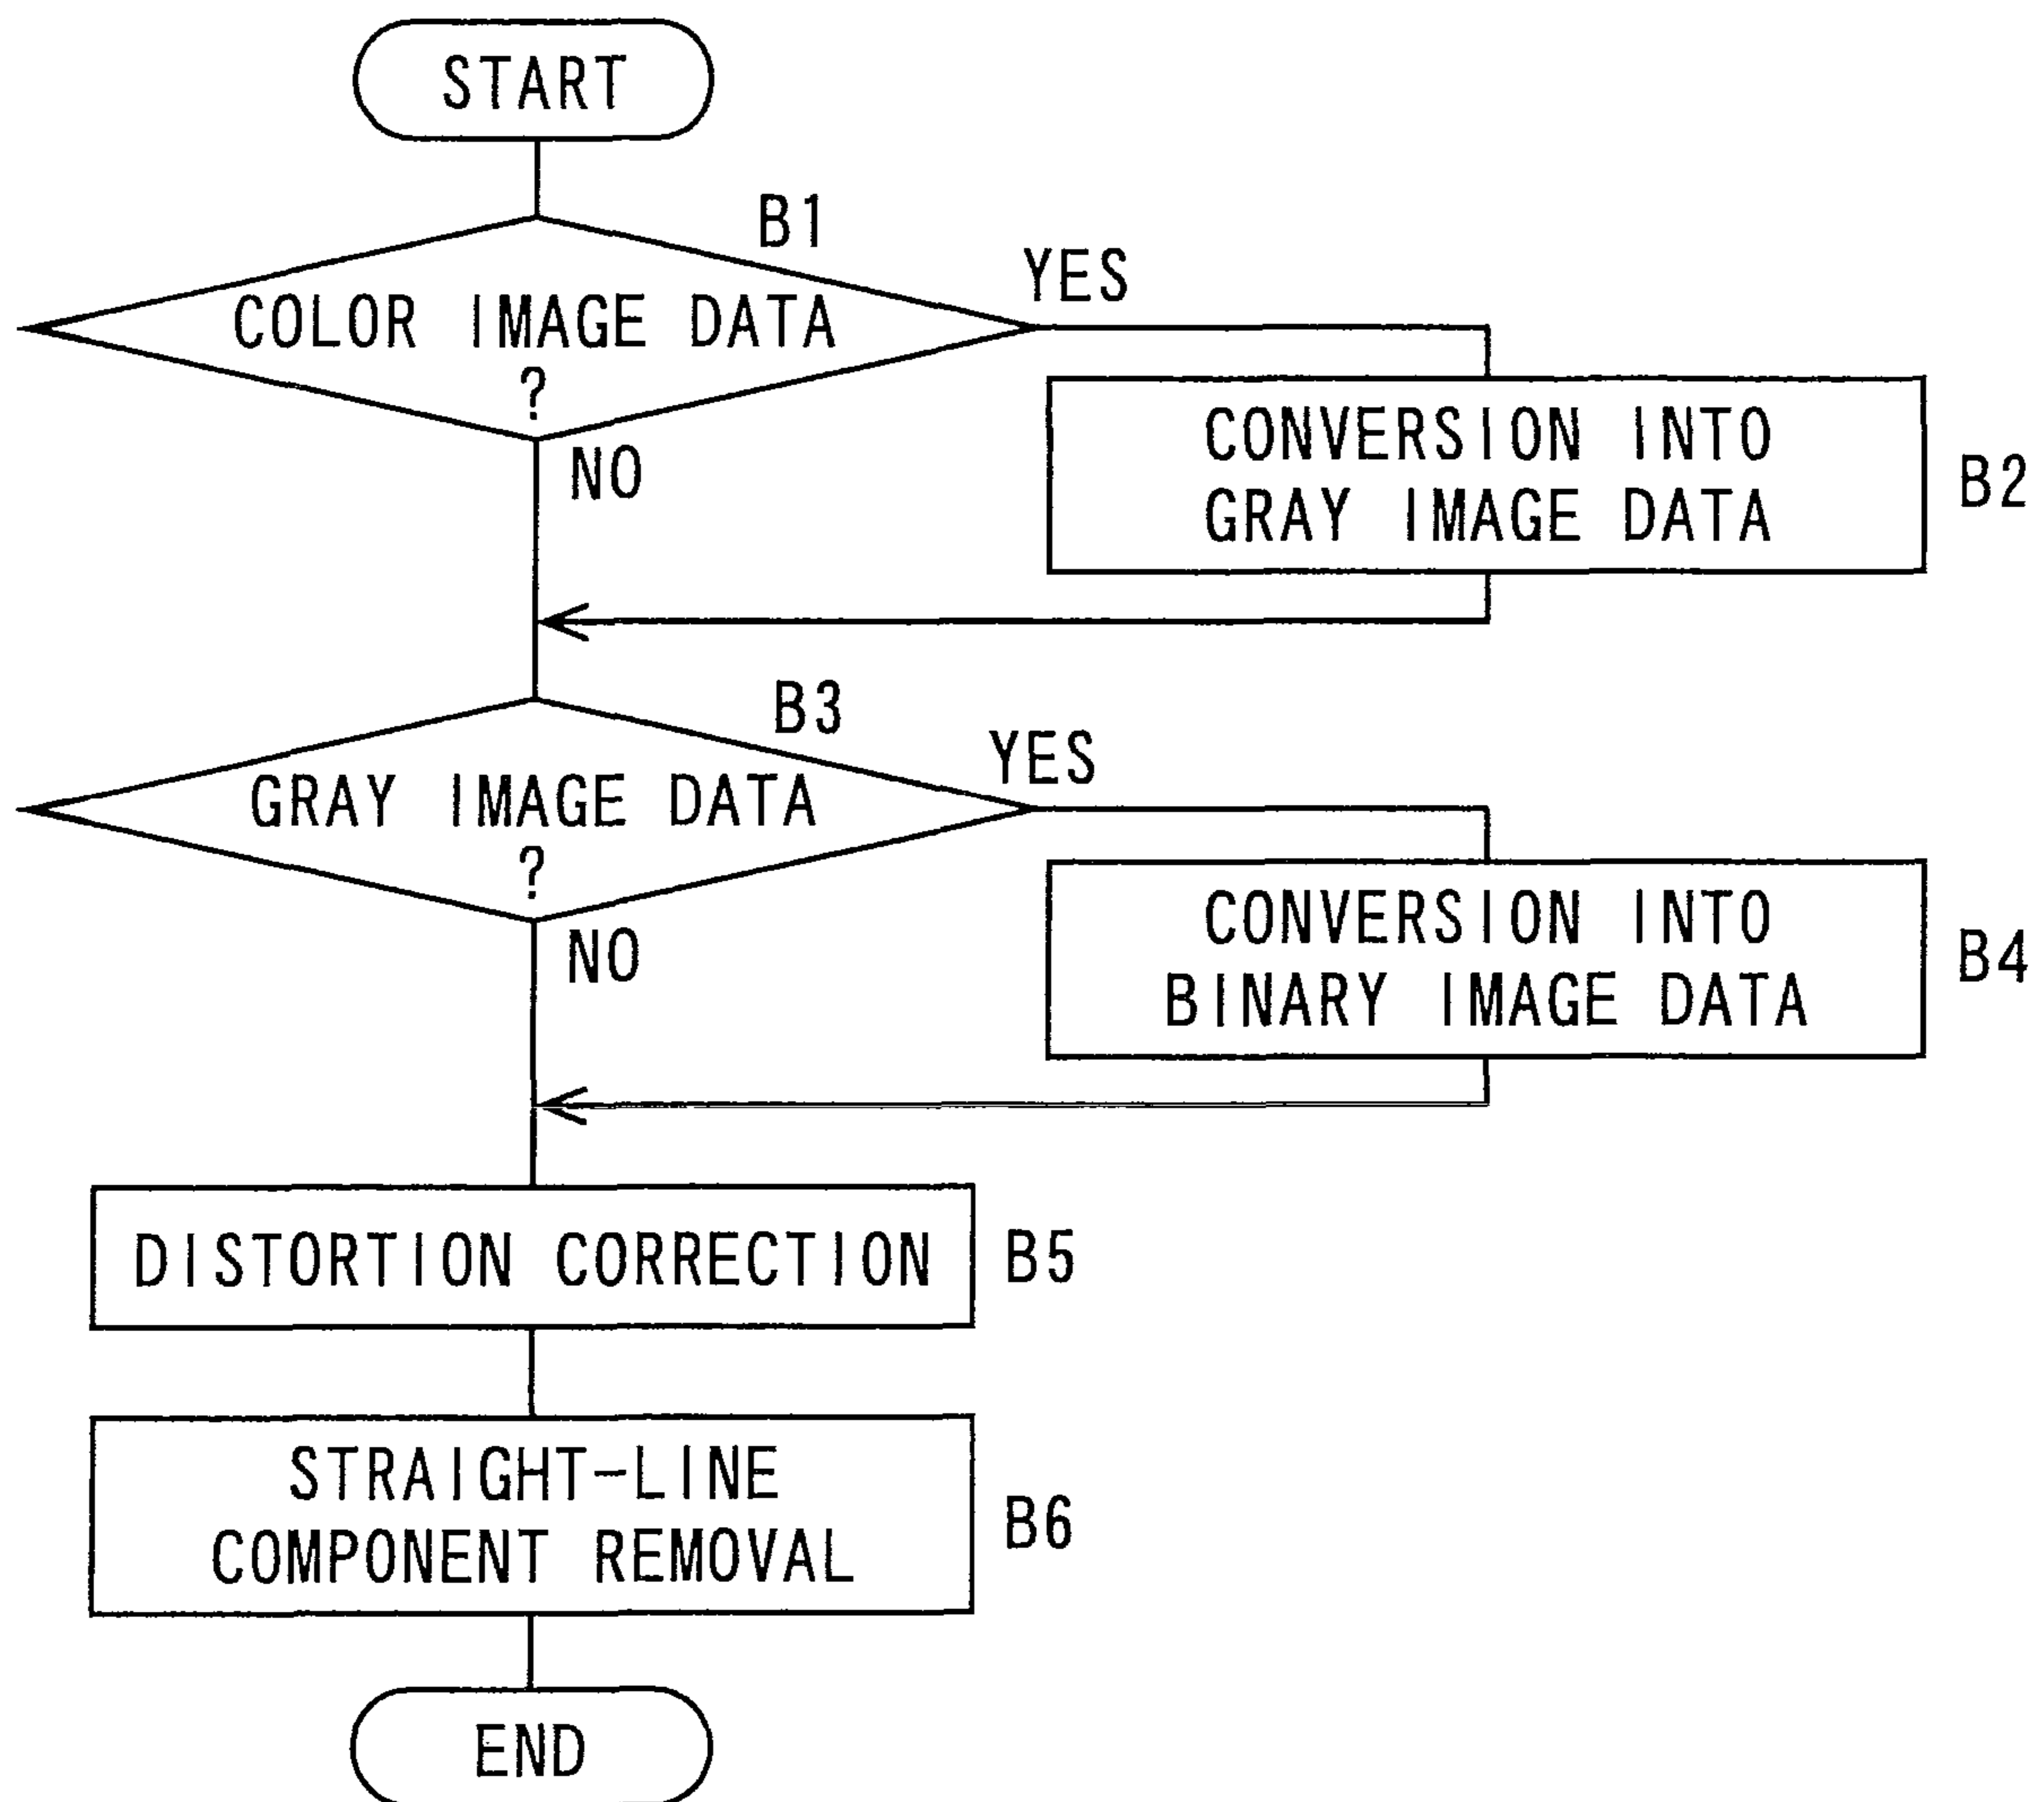 START
B1
YES
COLOR IMAGE DATA
?
NO
CONVERSION INTO
GRAY IMAGE DATA
B2
B3
YES
GRAY IMAGE DATA
?
NO
CONVERSION INTO
BINARY IMAGE DATA
B4
DISTORTION CORRECTION
B5
STRAIGHT-LINE
COMPONENT REMOVAL
B6
END